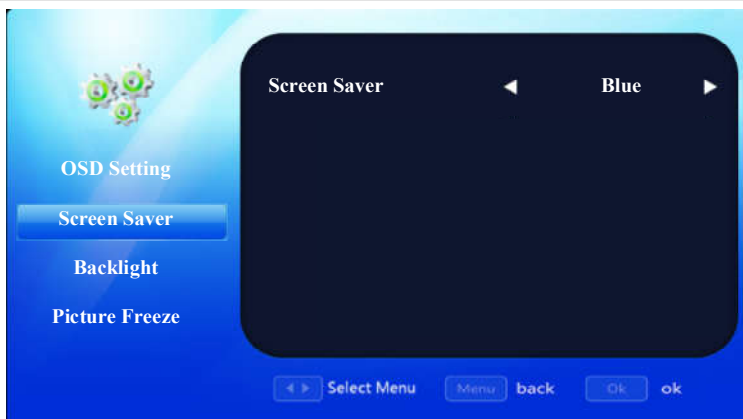 Screen Saver Blue
OSD Setting
Screen Saver
Backlight
Picture Freeze
Select Menu Menu back Ok ok